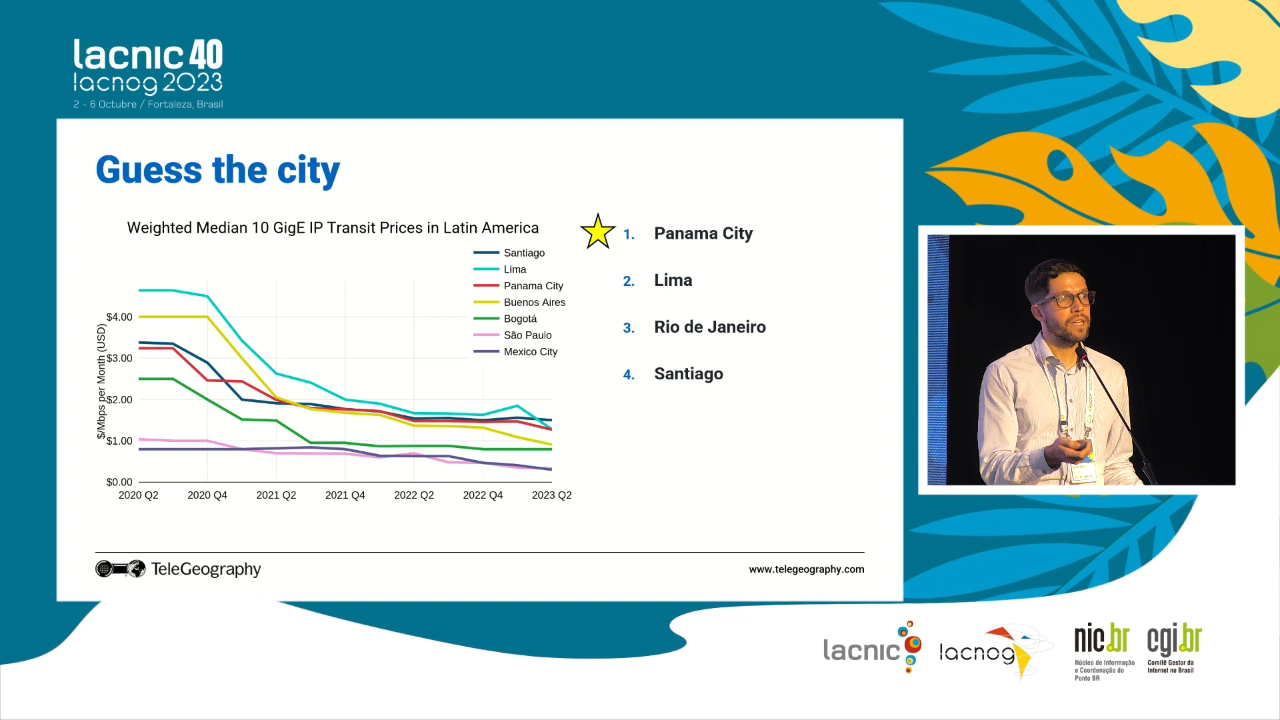 lacnic 40
lacnog 2023
2 - 6 Octubre / Fortaleza, Brasil
Guess the city
Weighted Median 10 GigE IP Transit Prices in Latin America
Santiago
Lima
Panama City
Buenos Aires
Bogotá
São Paulo
Mexico City
$/Mbps per Month (USD)
$4.00
$3.00
$2.00
$1.00
$0.00
2020 Q2
2020 Q4
2021 Q2
2021 Q4
2022 Q2
2022 Q4
2023 Q2
1. Panama City
2. Lima
3. Rio de Janeiro
4. Santiago
TeleGeography
www.telegeography.com
lacnic
lacnog
nic.br
Núcleo de Informação
e Coordenação do
Ponto BR
cgi.br
Comitê Gestor da
Internet no Brasil